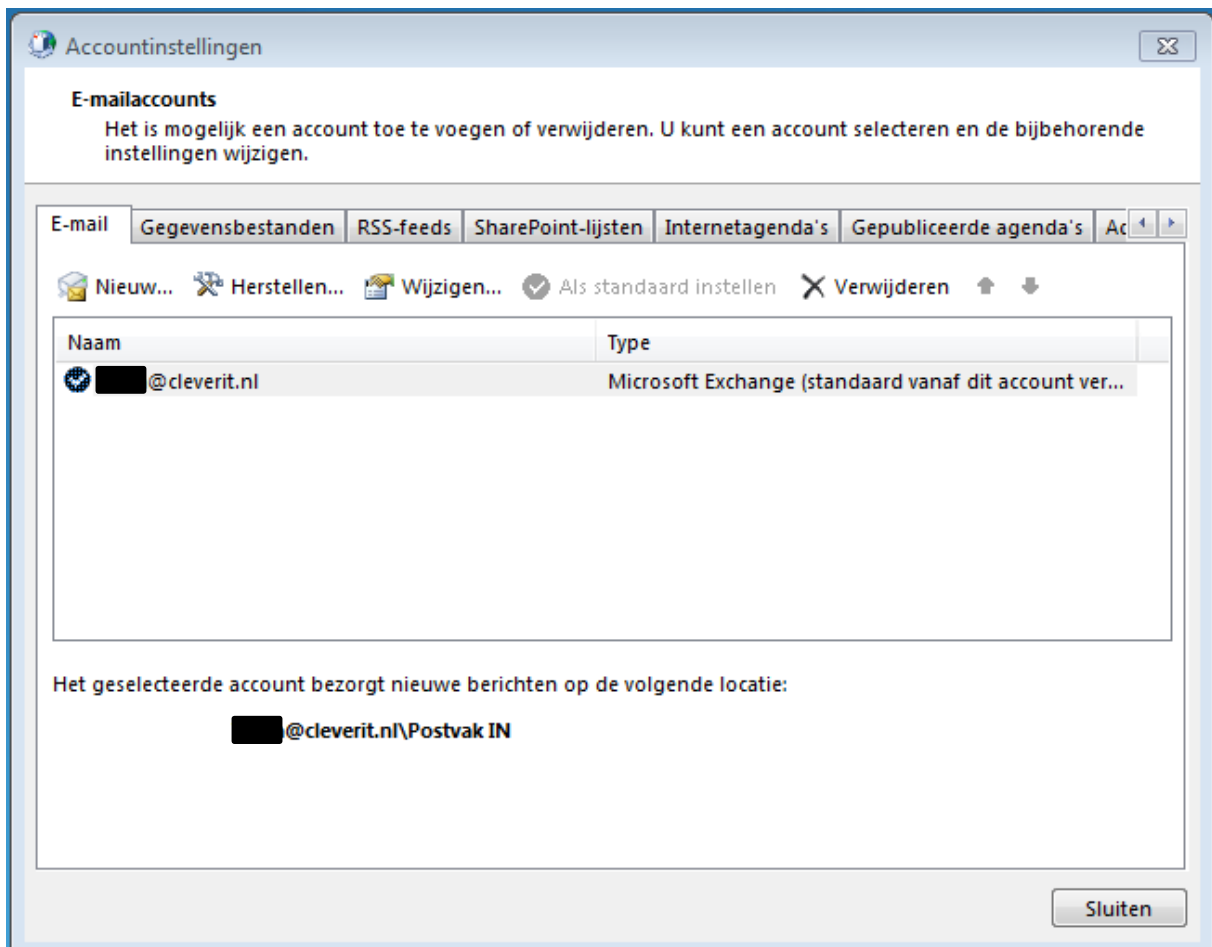 Accountinstellingen
E-mailaccounts
Het is mogelijk een account toe te voegen of verwijderen. U kunt een account selecteren en de bijbehorende
instellingen wijzigen.
E-mail Gegevensbestanden RSS-feeds SharePoint-lijsten Internetagenda's Gepubliceerde agenda's
Nieuw... Herstellen... Wijzigen... Als standaard instellen Verwijderen
Naam Type
@cleverit.nl Microsoft Exchange (standaard vanaf dit account ver...
Het geselecteerde account bezorgt nieuwe berichten op de volgende locatie:
@cleverit.nl\Postvak IN
Sluiten